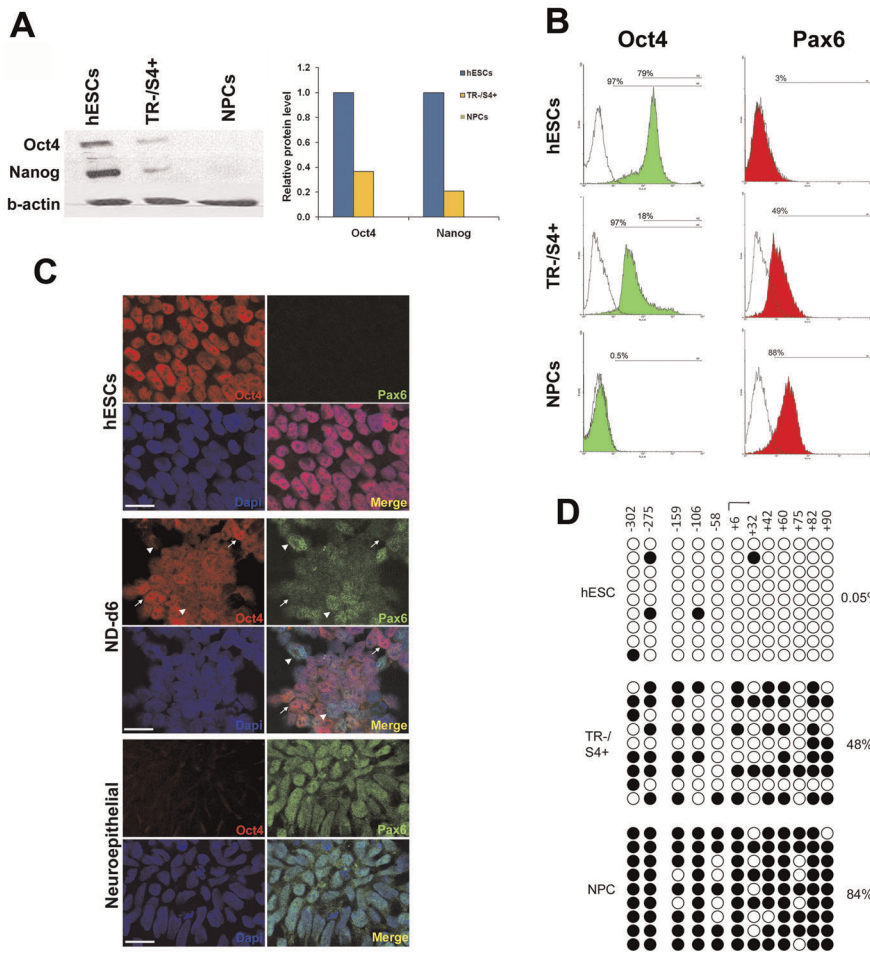 A
hESCs
TR-/S4+
NPCs
Oct4
Nanog
b-actin
Relative protein level
1.2
1.0
0.8
0.6
0.4
0.2
0.0
Oct4
Nanog
hESCs
TR-/S4+
NPCs
B
Oct4
Pax6
hESCs
97%
79%
3%
TR-/S4+
97%
18%
49%
NPCs
0.5%
88%
C
hESCs
Oct4
Pax6
Dapi
Merge
ND-d6
Oct4
Pax6
Dapi
Merge
Neuroepithelial
Oct4
Pax6
Dapi
Merge
D
-302
-275
-159
-106
-58
+6
+32
+42
+60
+75
+82
+90
hESC
0.05%
TR-/
S4+
48%
NPC
84%